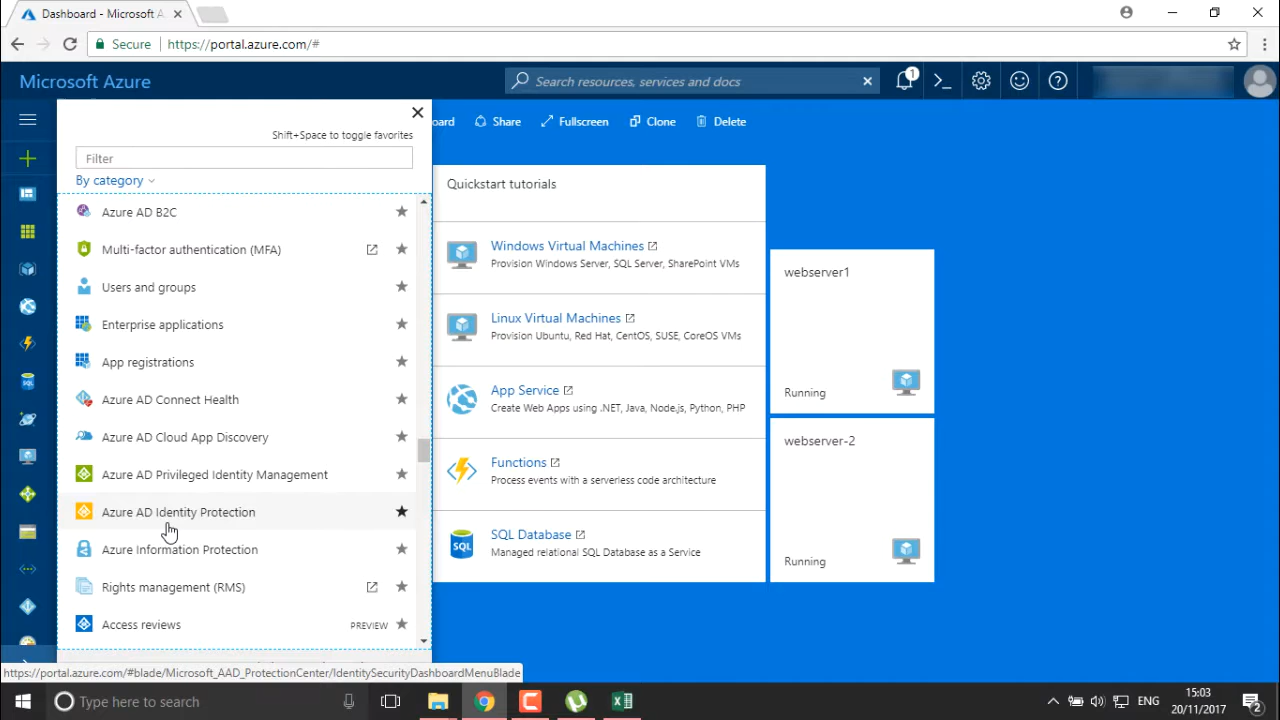 Dashboard - Microsoft A
Secure
https://portal.azure.com/#
Microsoft Azure
Search resources, services and docs
1
Shift+Space to toggle favorites
Filter
By category
Azure AD B2C
Multi-factor authentication (MFA)
Users and groups
Enterprise applications
App registrations
Azure AD Connect Health
Azure AD Cloud App Discovery
Azure AD Privileged Identity Management
Azure AD Identity Protection
Azure Information Protection
Rights management (RMS)
Access reviews
PREVIEW
board
Share
Fullscreen
Clone
Delete
Quickstart tutorials
Windows Virtual Machines
Provision Windows Server, SQL Server, SharePoint VMs
Linux Virtual Machines
Provision Ubuntu, Red Hat, CentOS, SUSE, CoreOS VMs
App Service
Create Web Apps using .NET, Java, Node.js, Python, PHP
Functions
Process events with a serverless code architecture
SQL
SQL Database
Managed relational SQL Database as a Service
webserver1
Running
webserver-2
Running
https://portal.azure.com/#blade/Microsoft_AAD_ProtectionCenter/IdentitySecurityDashboardMenuBlade
Type here to search
ENG
15:03
20/11/2017
2